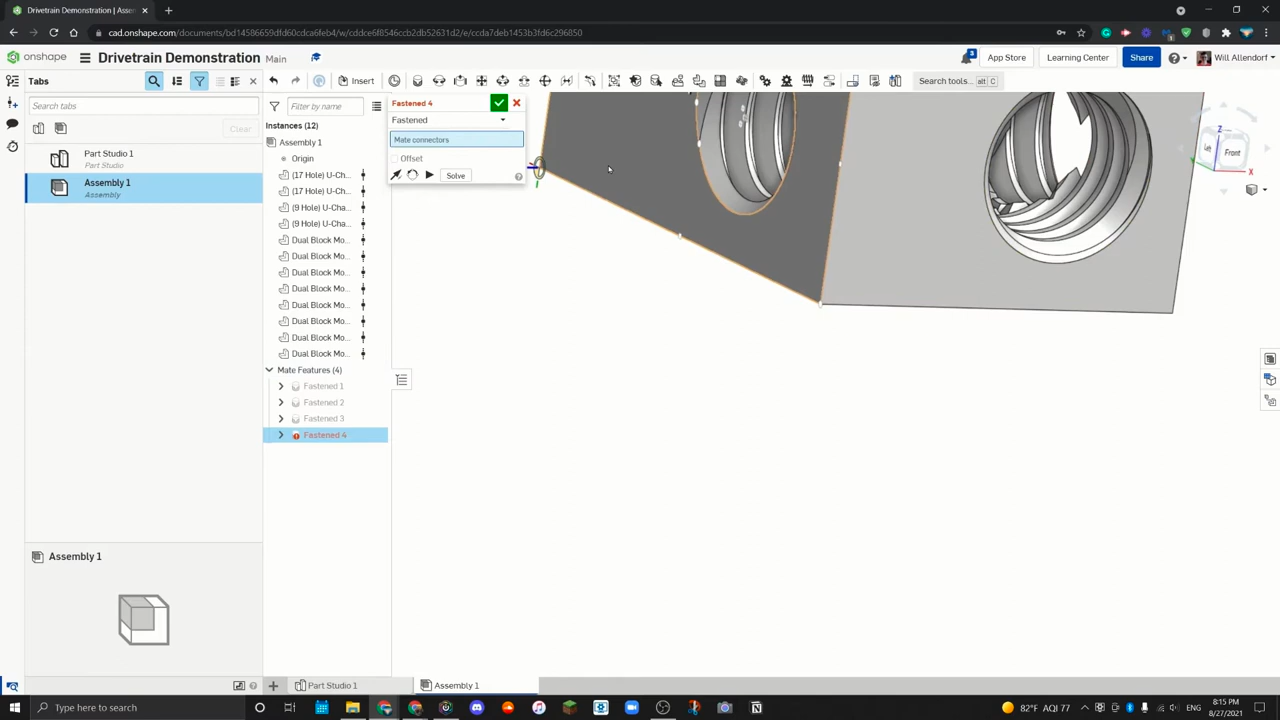 Drivetrain Demonstration | Assem
cad.onshape.com/documents/bd14586659dfd60cdca6feb4/w/cddce6f8546ccb2db52631d2/e/ccda7deb1453b3fd6c296850
onshape
Drivetrain Demonstration Main
3
App Store
Learning Center
Share
Will Allendorf
Tabs
Insert
Search tools... alt C
Search tabs
Clear
Part Studio 1
Part Studio
Assembly 1
Assembly
Filter by name
Instances (12)
Assembly 1
Origin
(17 Hole) U-Ch...
(17 Hole) U-Ch...
(9 Hole) U-Cha...
(9 Hole) U-Cha...
Dual Block Mo...
Dual Block Mo...
Dual Block Mo...
Dual Block Mo...
Dual Block Mo...
Dual Block Mo...
Dual Block Mo...
Dual Block Mo...
Mate Features (4)
Fastened 1
Fastened 2
Fastened 3
Fastened 4
Fastened 4
Fastened
Mate connectors
Offset
Solve
Z
Left
Front
X
Assembly 1
Part Studio 1
Assembly 1
Type here to search
82°F AQI 77
8:15 PM
8/27/2021